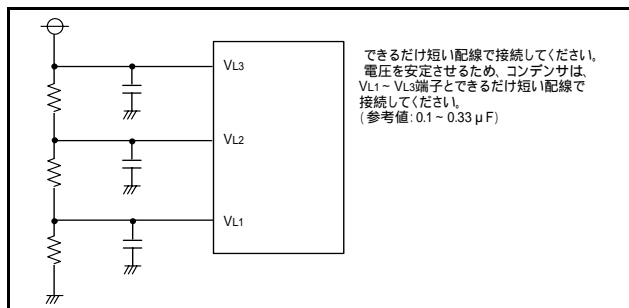 VL3
VL2
VL1
できるだけ短い配線で接続してください。
電圧を安定させるため、コンデンサは、
VL1~VL3端子とできるだけ短い配線で
接続してください。
(参考値:0.1~0.33μF)